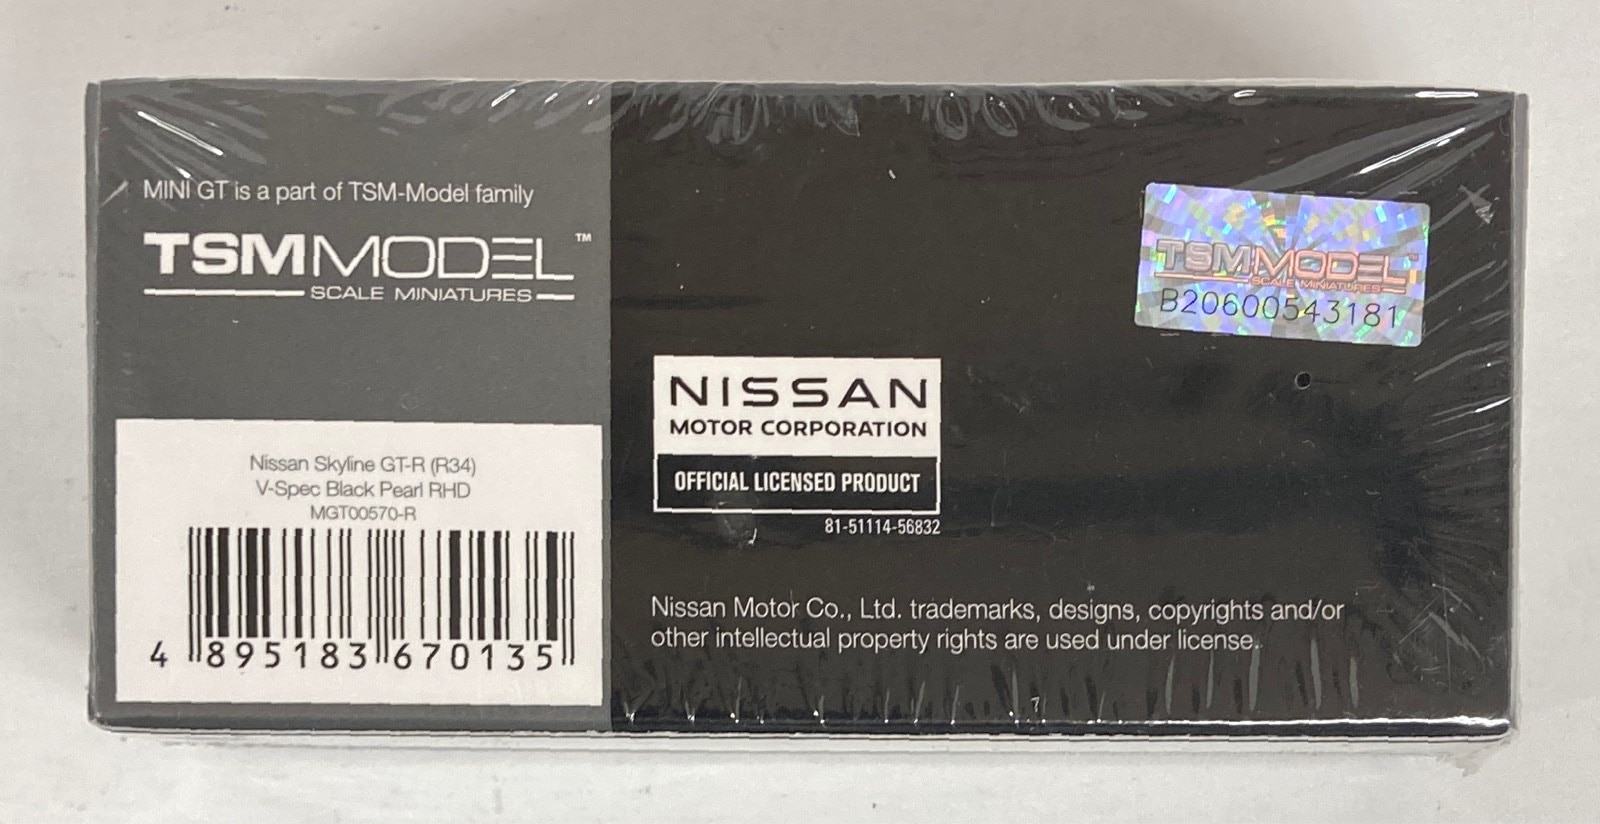 MINI GT is a part of TSM-Model family
TSMMODEL™
SCALE MINIATURES
Nissan Skyline GT-R (R34)
V-Spec Black Pearl RHD
MGT00570-R
4 895183 670135
NISSAN
MOTOR CORPORATION
OFFICIAL LICENSED PRODUCT
81-51114-56832
Nissan Motor Co., Ltd. trademarks, designs, copyrights and/or
other intellectual property rights are used under license.
TSMMODEL™
SCALE MINIATURES
B20600543181